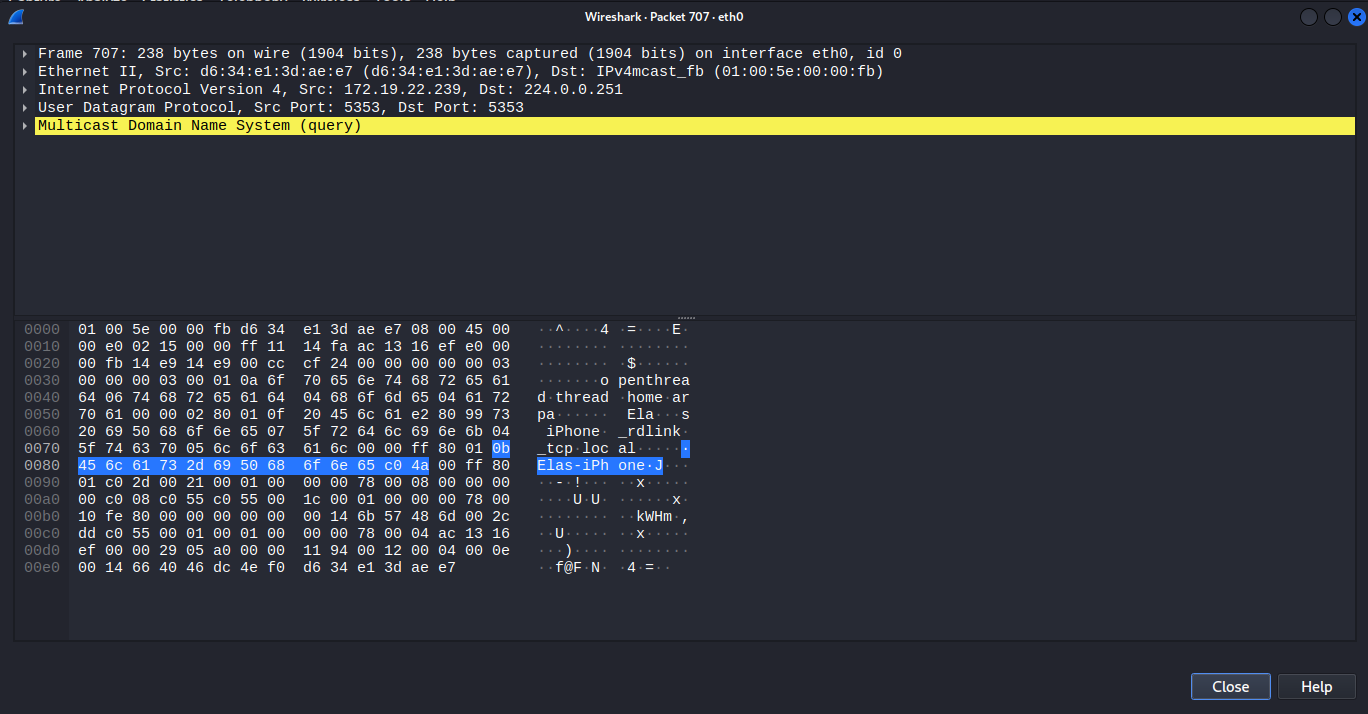 Wireshark · Packet 707 · eth0
Frame 707: 238 bytes on wire (1904 bits), 238 bytes captured (1904 bits) on interface eth0, id 0
Ethernet II, Src: d6:34:e1:3d:ae:e7 (d6:34:e1:3d:ae:e7), Dst: IPv4mcast_fb (01:00:5e:00:00:fb)
Internet Protocol Version 4, Src: 172.19.22.239, Dst: 224.0.0.251
User Datagram Protocol, Src Port: 5353, Dst Port: 5353
Multicast Domain Name System (query)
0000 01 00 5e 00 00 fb d6 34 e1 3d ae e7 08 00 45 00 ··^····4 ·=····E·
0010 00 e0 02 15 00 00 ff 11 14 fa ac 13 16 ef e0 00 ········ ········
0020 00 fb 14 e9 14 e9 00 cc cf 24 00 00 00 00 00 03 ········ ·$······
0030 00 00 00 03 00 01 0a 6f 70 65 6e 74 68 72 65 61 ·······o penthrea
0040 64 06 74 68 72 65 61 64 04 68 6f 6d 65 04 61 72 d·thread ·home·ar
0050 70 61 00 00 02 80 01 0f 20 45 6c 61 e2 80 99 73 pa······ Ela···s
0060 20 69 50 68 6f 6e 65 07 5f 72 64 6c 69 6e 6b 04 iPhone· _rdlink·
0070 5f 74 63 70 05 6c 6f 63 61 6c 00 00 ff 80 01 0b _tcp·loc al······
0080 45 6c 61 73 2d 69 50 68 6f 6e 65 c0 4a 00 ff 80 Elas-iPh one·J···
0090 01 c0 2d 00 21 00 01 00 00 00 78 00 08 00 00 00 ··-·!··· ··x·····
00a0 00 c0 08 c0 55 c0 55 00 1c 00 01 00 00 00 78 00 ····U·U· ······x·
00b0 10 fe 80 00 00 00 00 00 00 14 6b 57 48 6d 00 2c ········ ··kWHm·,
00c0 dd c0 55 00 01 00 01 00 00 00 78 00 04 ac 13 16 ··U····· ··x·····
00d0 ef 00 00 29 05 a0 00 00 11 94 00 12 00 04 00 0e ···)···· ········
00e0 00 14 66 40 46 dc 4e f0 d6 34 e1 3d ae e7 ··f@F·N· ·4·=··
Close Help